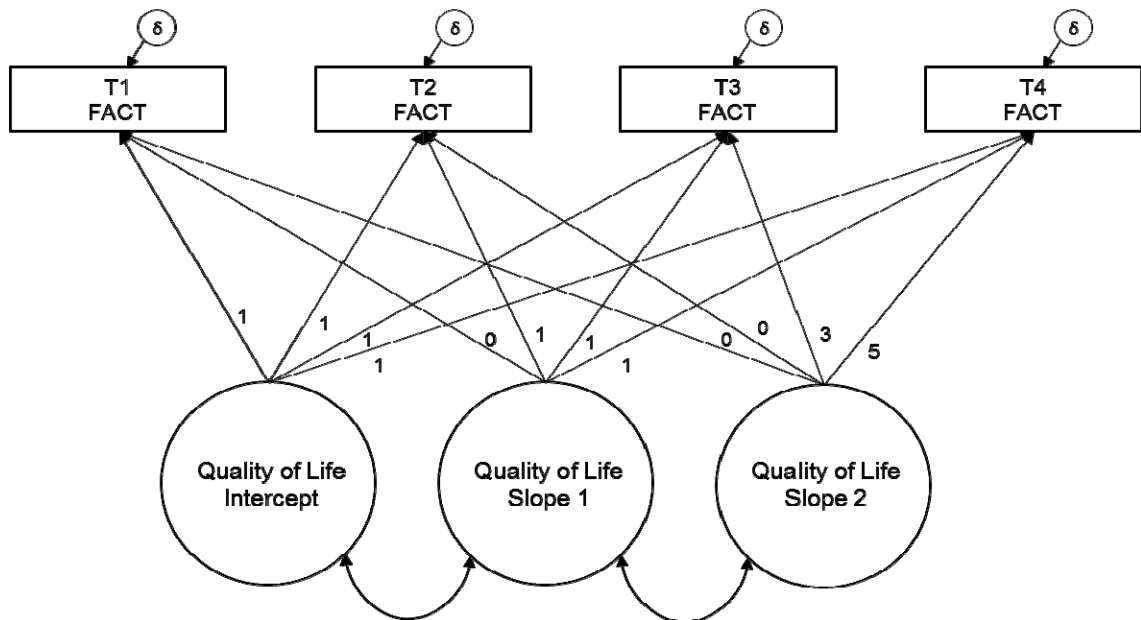 δ
δ
δ
δ
T1
FACT
T2
FACT
T3
FACT
T4
FACT
1
1
1
1
0
1
1
1
0
0
3
5
Quality of Life
Intercept
Quality of Life
Slope 1
Quality of Life
Slope 2